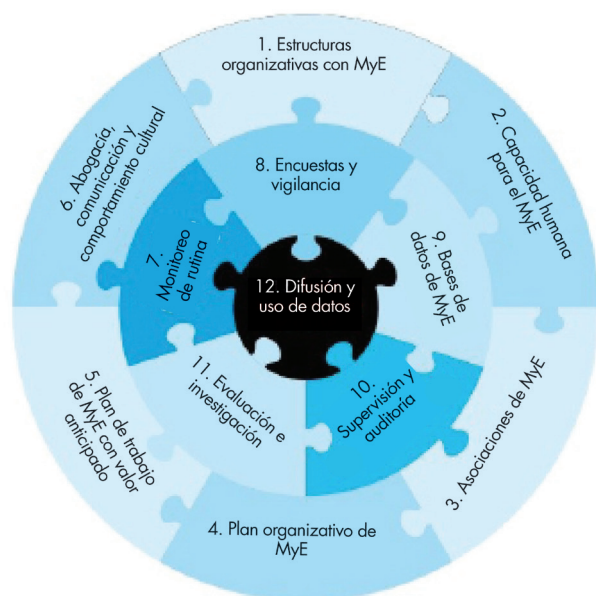 1. Estructuras
organizativas con MyE
2. Capacidad humana
para el MyE
3. Asociaciones de MyE
4. Plan organizativo de
MyE
5. Plan de trabajo
de MyE con valor
anticipado
6. Abogacía,
comunicación y
comportamiento cultural
7.
Monitoreo
de rutina
8. Encuestas y
vigilancia
9. Bases de
datos de MyE
10.
Supervisión y
auditoría
11. Evaluación e
investigación
12. Difusión y
uso de datos